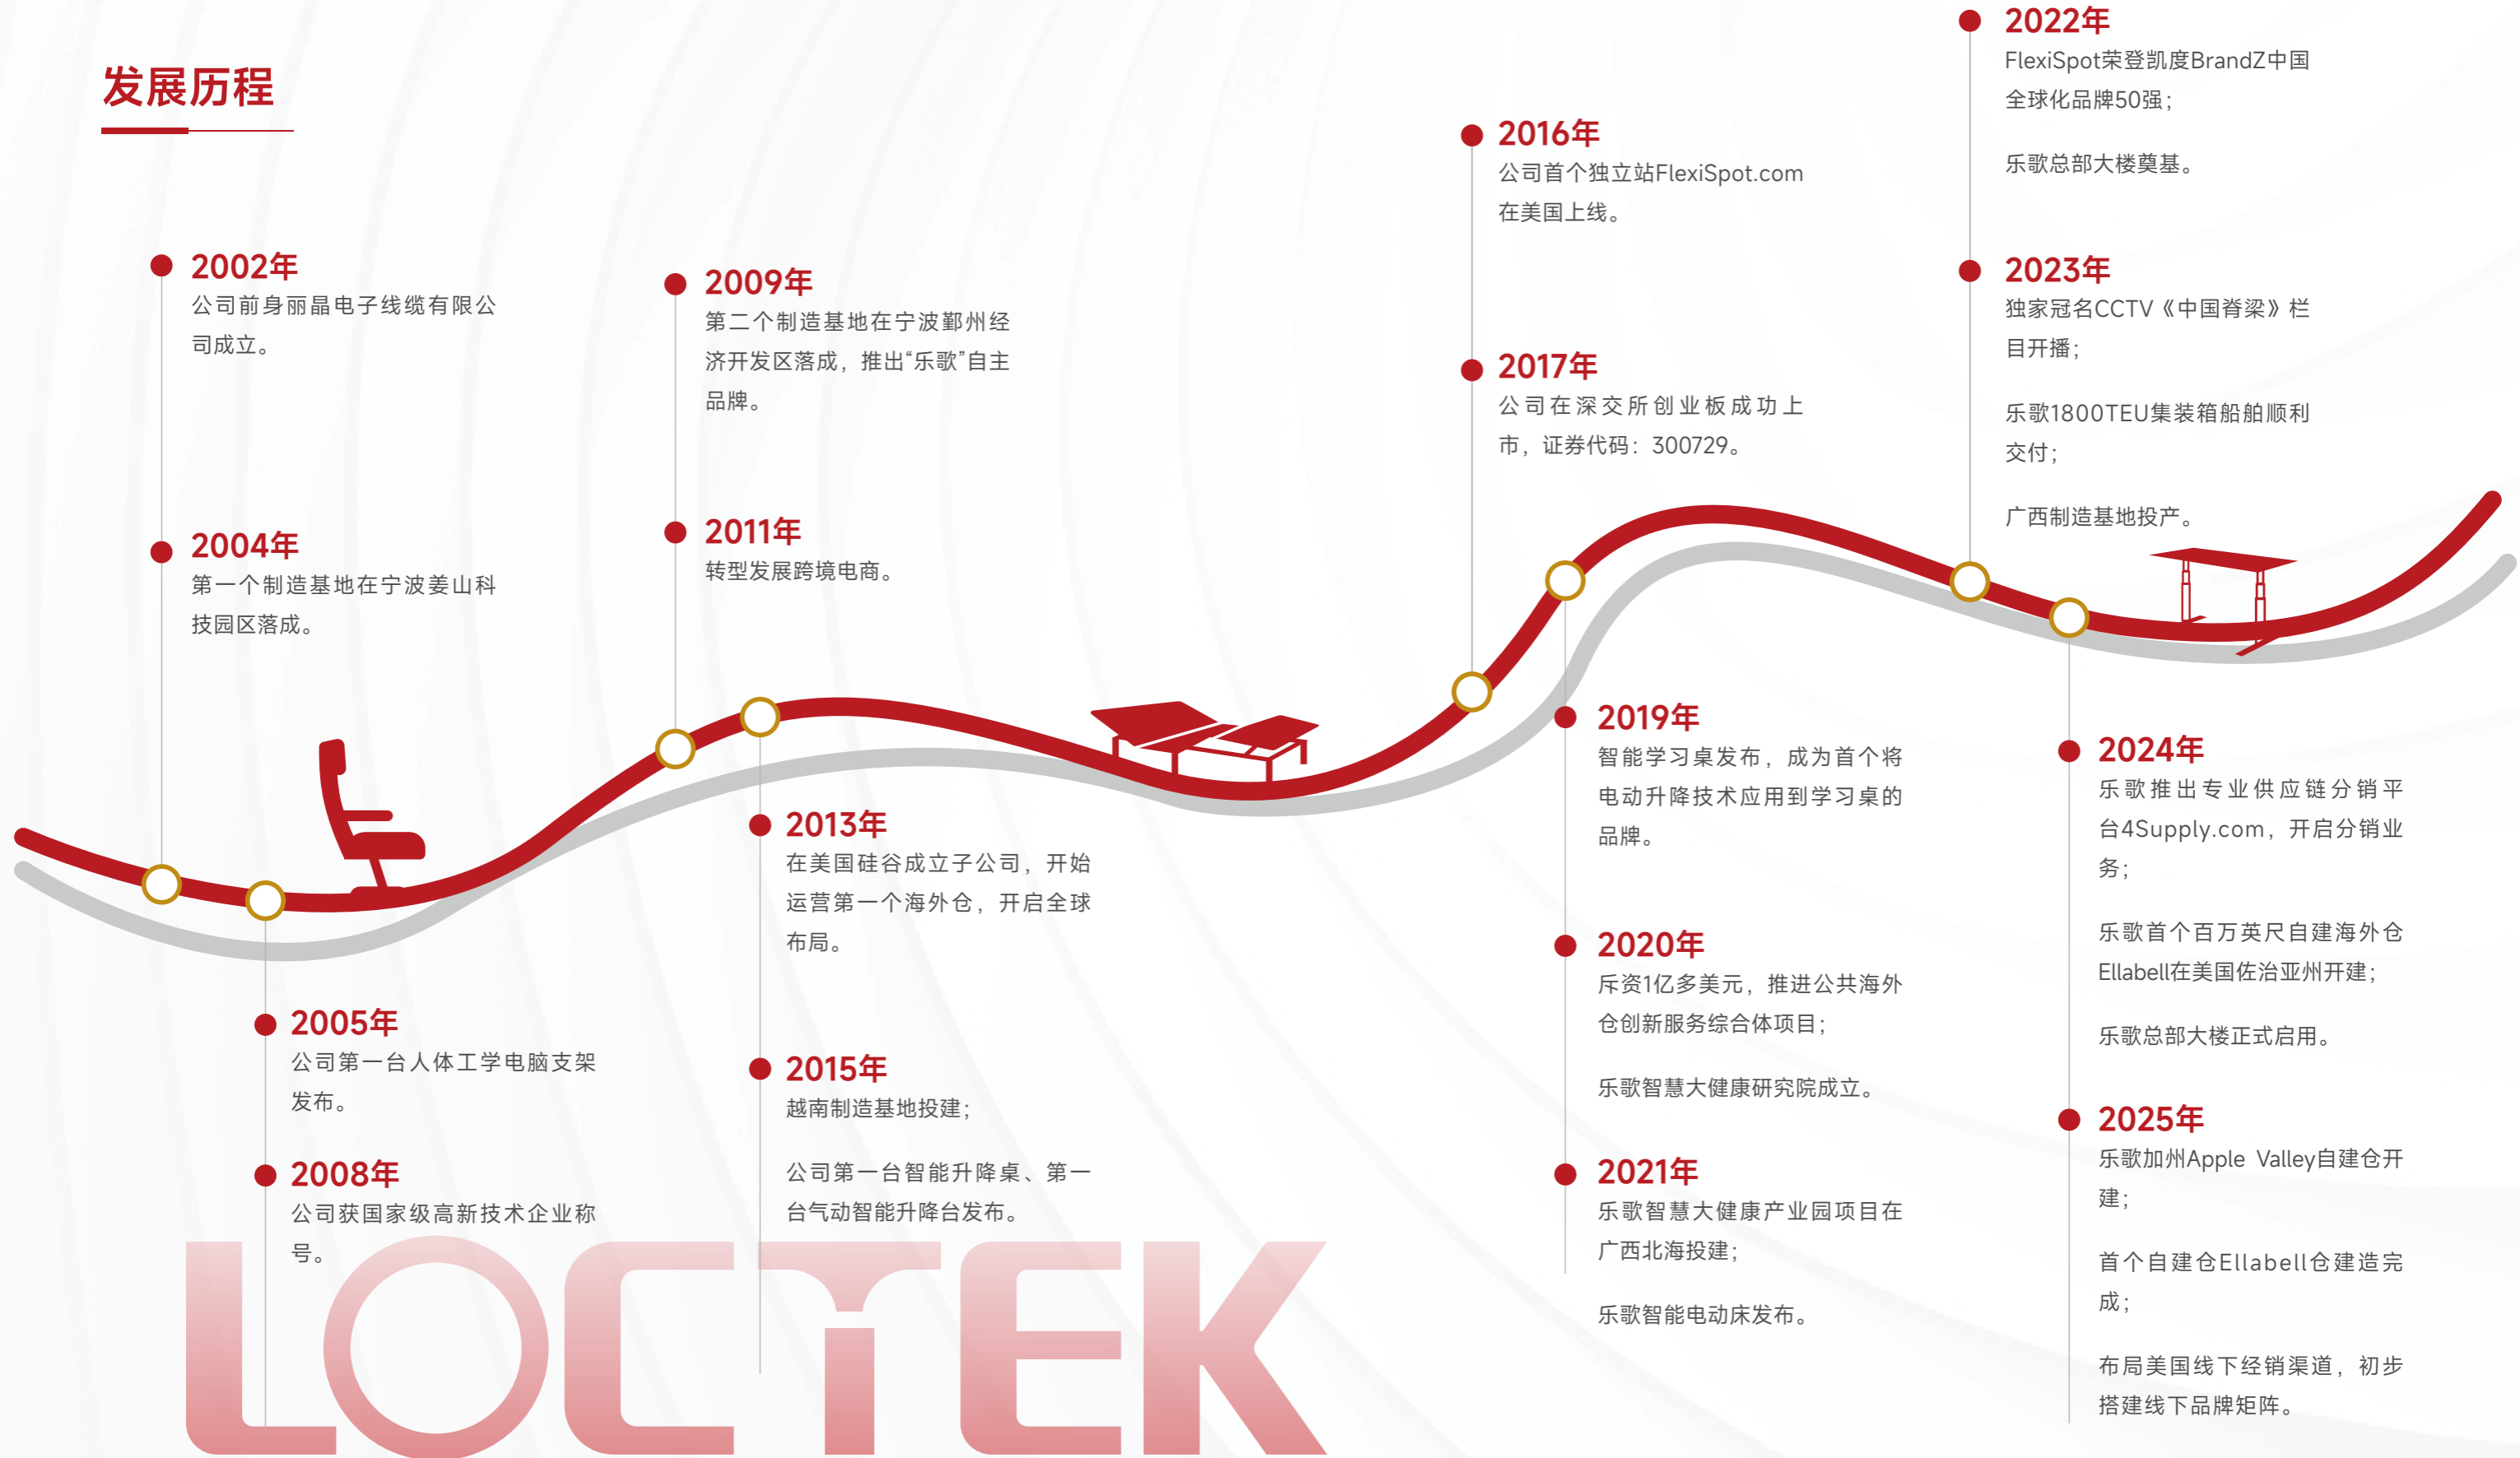 发展历程
2002年
公司前身丽晶电子线缆有限公
司成立。
2004年
第一个制造基地在宁波姜山科
技园区落成。
2005年
公司第一台人体工学电脑支架
发布。
2008年
公司获国家级高新技术企业称
号。
2009年
第二个制造基地在宁波鄞州经
济开发区落成，推出“乐歌”自主
品牌。
2011年
转型发展跨境电商。
2013年
在美国硅谷成立子公司，开始
运营第一个海外仓，开启全球
布局。
2015年
越南制造基地投建；
公司第一台智能升降桌、第一
台气动智能升降台发布。
2016年
公司首个独立站FlexiSpot.com
在美国上线。
2017年
公司在深交所创业板成功上
市，证券代码：300729。
2019年
智能学习桌发布，成为首个将
电动升降技术应用到学习桌的
品牌。
2020年
斥资1亿多美元，推进公共海外
仓创新服务综合体项目；
乐歌智慧大健康研究院成立。
2021年
乐歌智慧大健康产业园项目在
广西北海投建；
乐歌智能电动床发布。
2022年
FlexiSpot荣登凯度BrandZ中国
全球化品牌50强；
乐歌总部大楼奠基。
2023年
独家冠名CCTV《中国脊梁》栏
目开播；
乐歌1800TEU集装箱船舶顺利
交付；
广西制造基地投产。
2024年
乐歌推出专业供应链分销平
台4Supply.com，开启分销业
务；
乐歌首个百万英尺自建海外仓
Ellabell在美国佐治亚州开建；
乐歌总部大楼正式启用。
2025年
乐歌加州Apple Valley自建仓开
建；
首个自建仓Ellabell仓建造完
成；
布局美国线下经销渠道，初步
搭建线下品牌矩阵。
LOCTEK